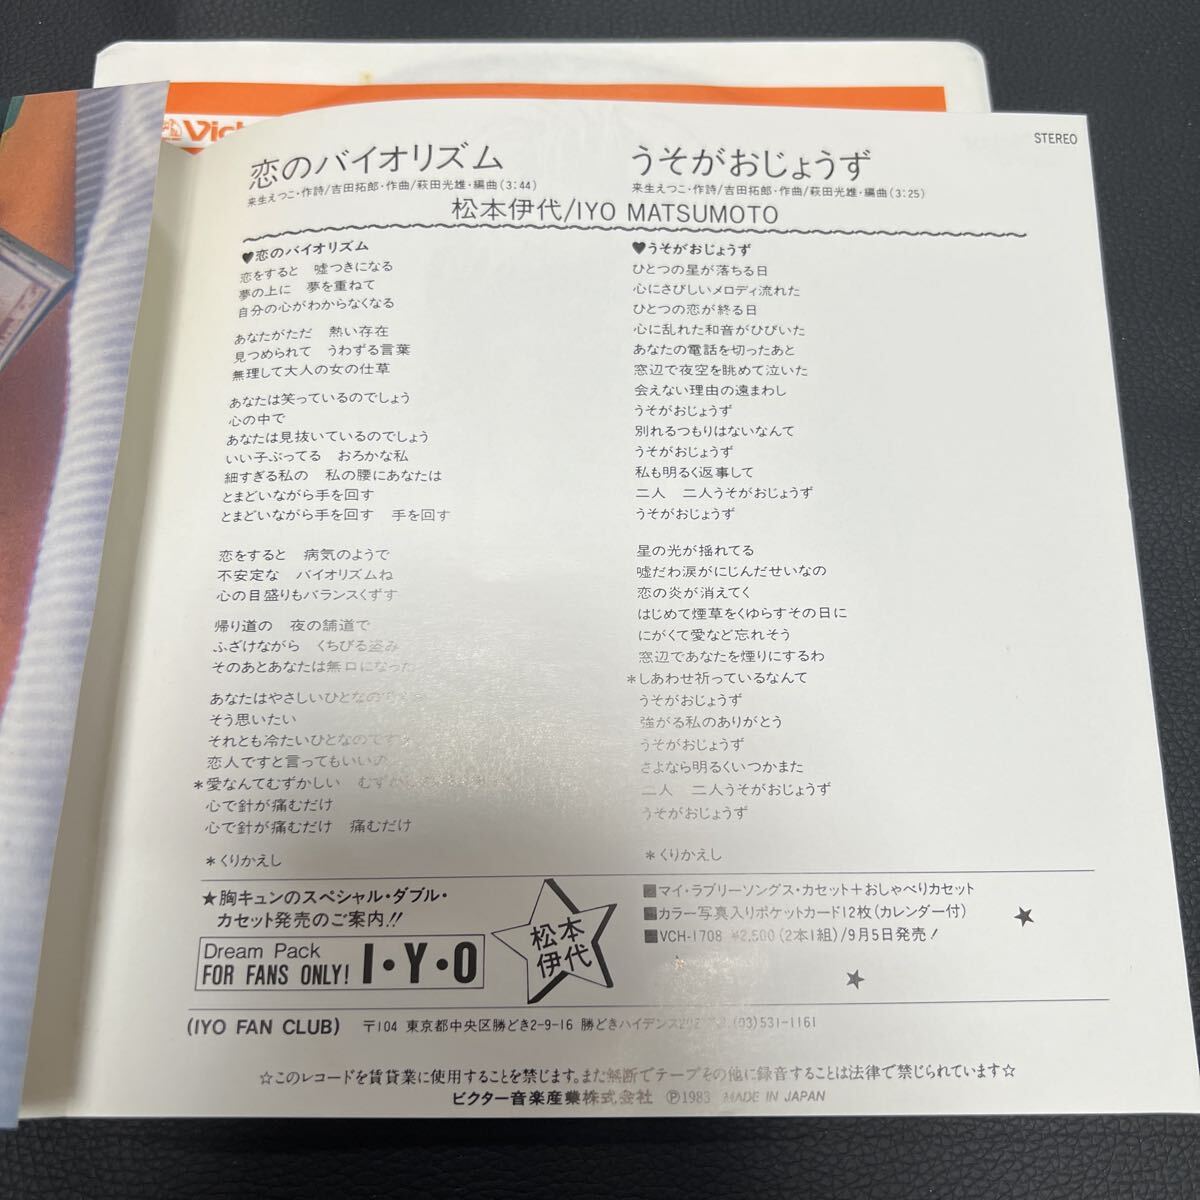 STEREO
恋のバイオリズム
来生えつこ・作詩/吉田拓郎・作曲/萩田光雄・編曲(3:44)
うそがおじょうず
来生えつこ・作詩/吉田拓郎・作曲/萩田光雄・編曲(3:25)
松本伊代/IYO MATSUMOTO
♥恋のバイオリズム
恋をすると 嘘つきになる
夢の上に 夢を重ねて
自分の心がわからなくなる
あなたがただ 熱い存在
見つめられて うわずる言葉
無理して大人の女の仕草
あなたは笑っているのでしょう
心の中で
あなたは見抜いているのでしょう
いい子ぶってる おろかな私
細すぎる私の 私の腰にあなたは
とまどいながら手を回す
とまどいながら手を回す 手を回す
恋をすると 病気のようで
不安定な バイオリズムね
心の目盛りもバランスくずす
帰り道の 夜の舗道で
ふざけながら くちびる盗み
そのあとあなたは無口になった
あなたはやさしいひとなの
そう思いたい
それとも冷たいひとなのです
恋人ですと言ってもいいの
*愛なんてむずかしい むずかし
心で針が痛むだけ
心で針が痛むだけ 痛むだけ
*くりかえし
♥うそがおじょうず
ひとつの星が落ちる日
心にさびしいメロディ流れた
ひとつの恋が終る日
心に乱れた和音がひびいた
あなたの電話を切ったあと
窓辺で夜空を眺めて泣いた
会えない理由の遠まわし
うそがおじょうず
別れるつもりはないなんて
うそがおじょうず
私も明るく返事して
二人 二人うそがおじょうず
うそがおじょうず
星の光が揺れてる
嘘だわ涙がにじんだせいなの
恋の炎が消えてく
はじめて煙草をくゆらすその日に
にがくて愛など忘れそう
窓辺であなたを煙りにするわ
*しあわせ祈っているなんて
うそがおじょうず
強がる私のありがとう
うそがおじょうず
さよなら明るくいつかまた
二人 二人うそがおじょうず
うそがおじょうず
*くりかえし
★胸キュンのスペシャル・ダブル・
カセット発売のご案内!!
Dream Pack
FOR FANS ONLY!
I・Y・O
松本
伊代
■マイ・ラブリーソングス・カセット＋おしゃべりカセット
■カラー写真入りポケットカード12枚(カレンダー付)
■VCH-1708 ¥2,500(2本1組)/9月5日発売!
(IYO FAN CLUB) 〒104 東京都中央区勝どき2-9-16 勝どきハイデンス (03)531-1161
☆このレコードを賃貸業に使用することを禁じます。また無断でテープその他に録音することは法律で禁じられています☆
ビクター音楽産業株式会社 Ⓟ1983 MADE IN JAPAN